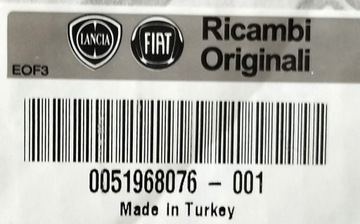 LANCIA
FIAT
Ricambi
Originali
EOF3
0051968076 - 001
Made in Turkey